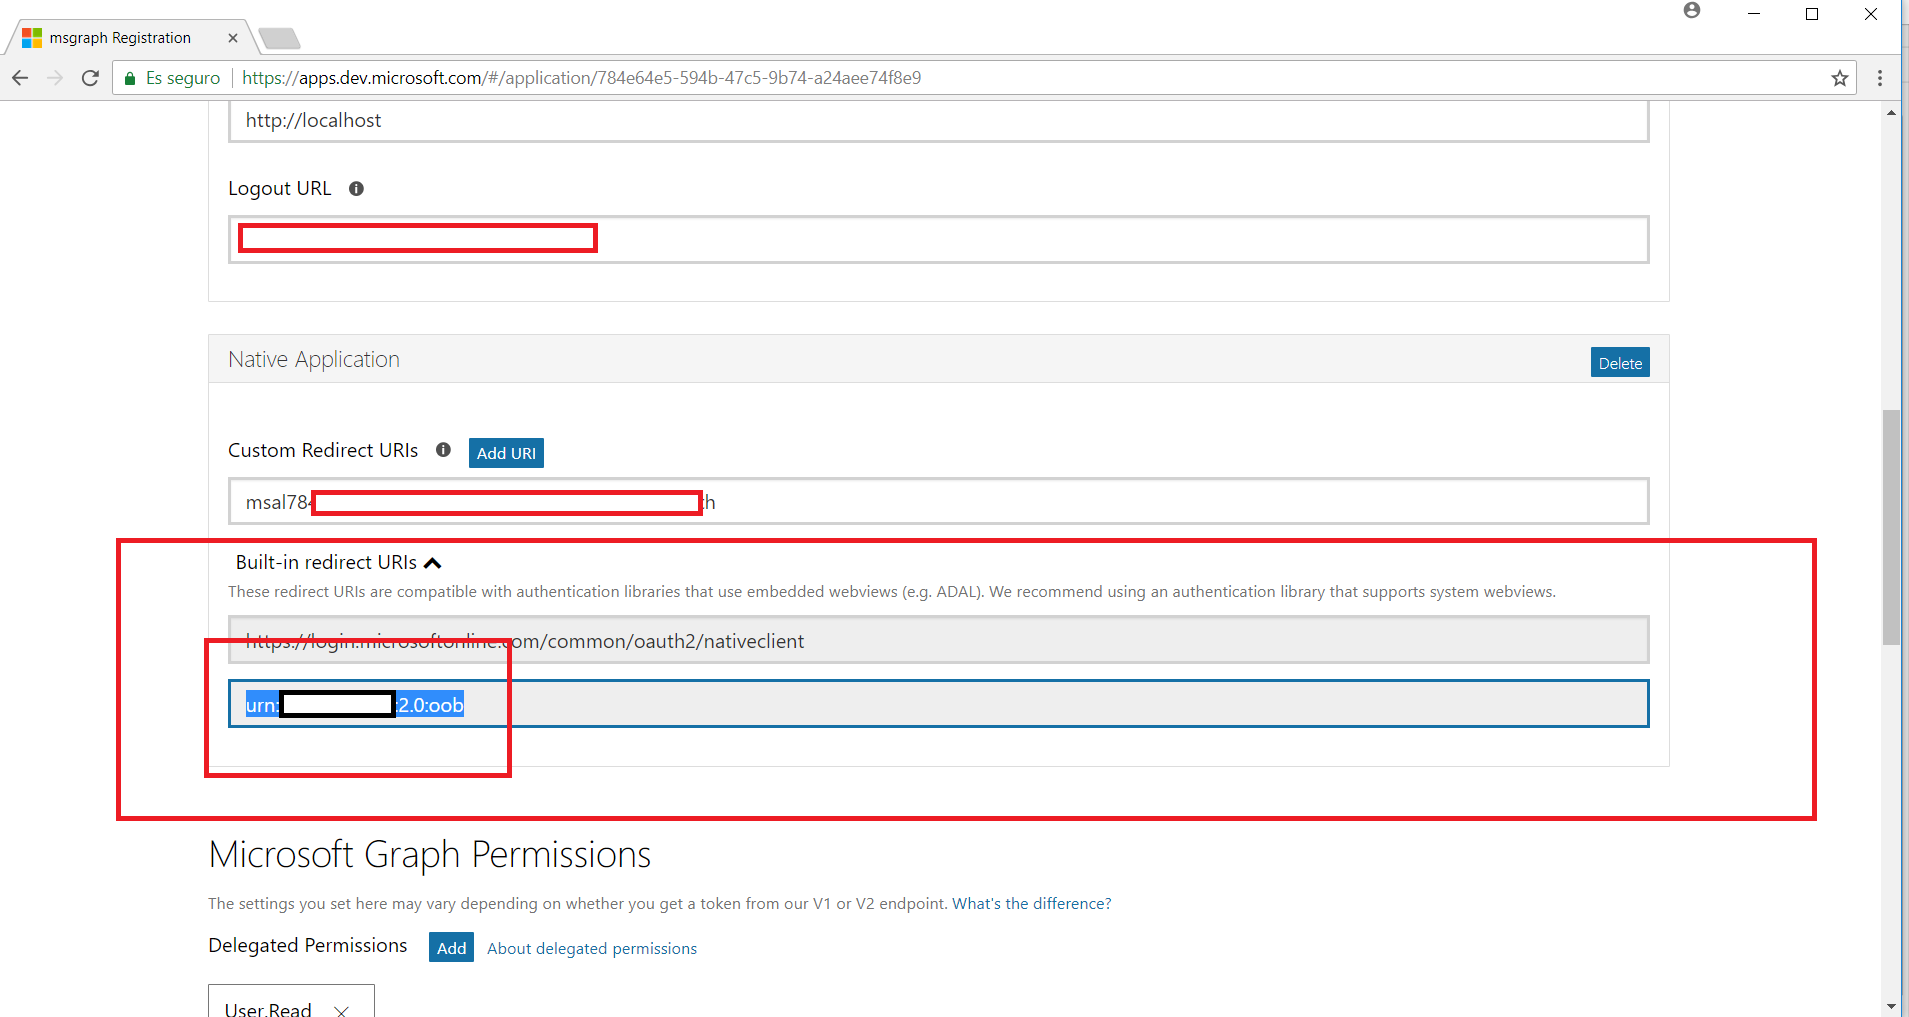 msgraph Registration
Es seguro
https://apps.dev.microsoft.com/#/application/784e64e5-594b-47c5-9b74-a24aee74f8e9
http://localhost
Logout URL
Native Application
Delete
Custom Redirect URIs
Add URI
msal784 th
Built-in redirect URIs
These redirect URIs are compatible with authentication libraries that use embedded webviews (e.g. ADAL). We recommend using an authentication library that supports system webviews.
https://login.microsoftonline.com/common/oauth2/nativeclient
urn: :2.0:oob
Microsoft Graph Permissions
The settings you set here may vary depending on whether you get a token from our V1 or V2 endpoint. What's the difference?
Delegated Permissions
Add
About delegated permissions
User.Read